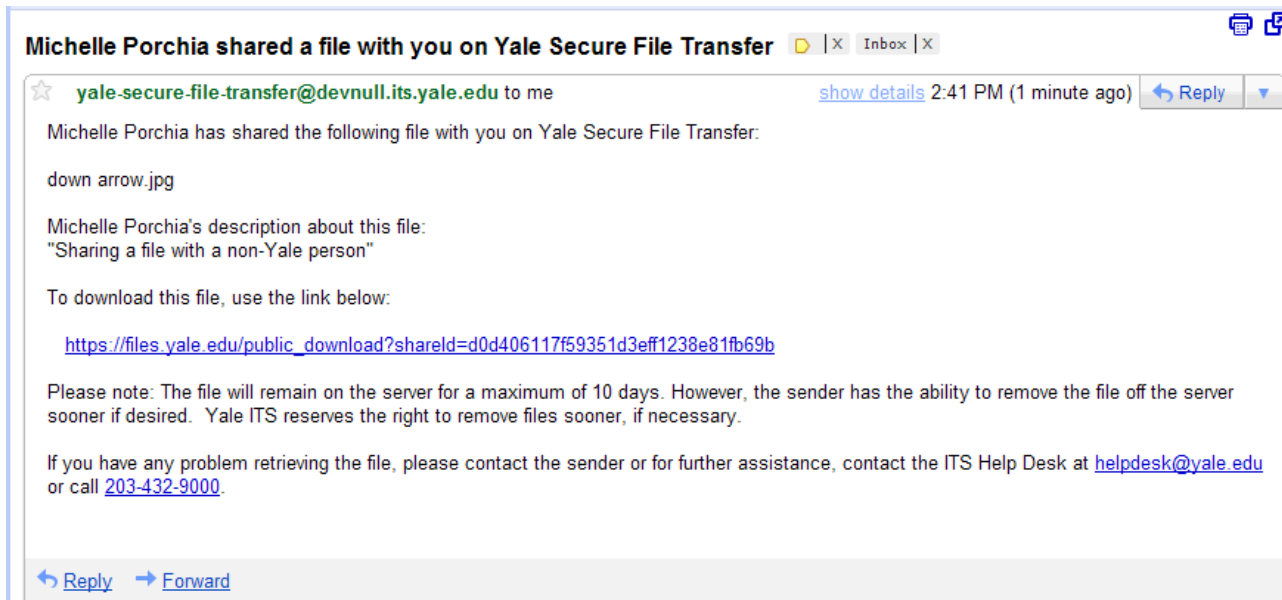 Michelle Porchia shared a file with you on Yale Secure File Transfer X Inbox X
yale-secure-file-transfer@devnull.its.yale.edu to me show details 2:41 PM (1 minute ago) Reply
Michelle Porchia has shared the following file with you on Yale Secure File Transfer:
down arrow.jpg
Michelle Porchia's description about this file:
"Sharing a file with a non-Yale person"
To download this file, use the link below:
https://files.yale.edu/public_download?shareId=d0d406117f59351d3eff1238e81fb69b
Please note: The file will remain on the server for a maximum of 10 days. However, the sender has the ability to remove the file off the server
sooner if desired.  Yale ITS reserves the right to remove files sooner, if necessary.
If you have any problem retrieving the file, please contact the sender or for further assistance, contact the ITS Help Desk at helpdesk@yale.edu
or call 203-432-9000.
Reply Forward